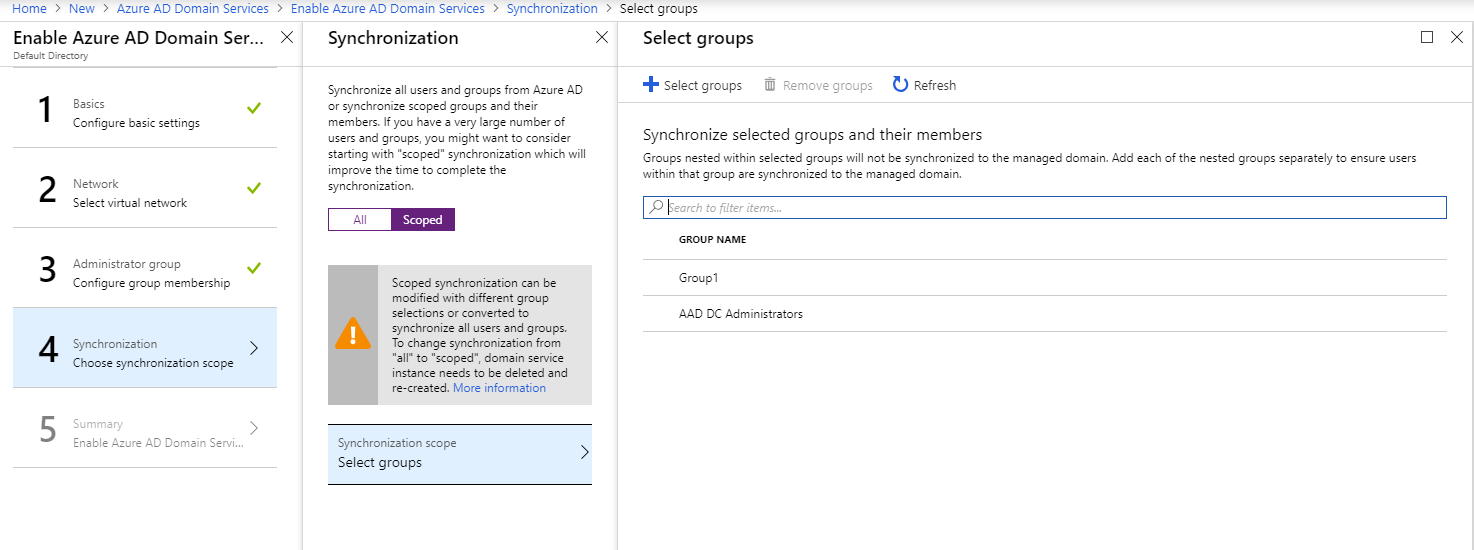 Home > New > Azure AD Domain Services > Enable Azure AD Domain Services > Synchronization > Select groups
Enable Azure AD Domain Ser...
Default Directory
1
Basics
Configure basic settings
2
Network
Select virtual network
3
Administrator group
Configure group membership
4
Synchronization
Choose synchronization scope
5
Summary
Enable Azure AD Domain Servi...
Synchronization
Synchronize all users and groups from Azure AD
or synchronize scoped groups and their
members. If you have a very large number of
users and groups, you might want to consider
starting with "scoped" synchronization which will
improve the time to complete the
synchronization.
All Scoped
Scoped synchronization can be
modified with different group
selections or converted to
synchronize all users and groups.
To change synchronization from
"all" to "scoped", domain service
instance needs to be deleted and
re-created. More information
Synchronization scope
Select groups
Select groups
Select groups Remove groups Refresh
Synchronize selected groups and their members
Groups nested within selected groups will not be synchronized to the managed domain. Add each of the nested groups separately to ensure users
within that group are synchronized to the managed domain.
Search to filter items...
GROUP NAME
Group1
AAD DC Administrators